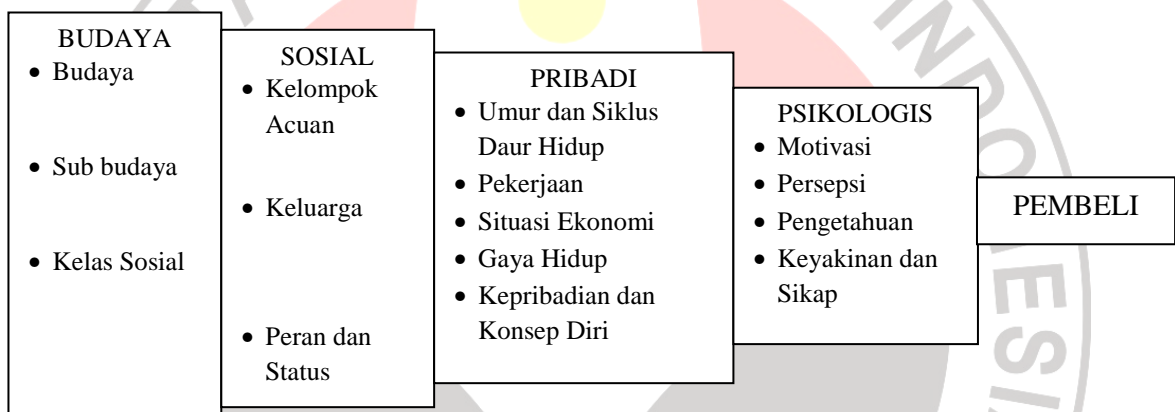 BUDAYA
• Budaya
• Sub budaya
• Kelas Sosial
SOSIAL
• Kelompok
Acuan
• Keluarga
• Peran dan
Status
PRIBADI
• Umur dan Siklus
Daur Hidup
• Pekerjaan
• Situasi Ekonomi
• Gaya Hidup
• Kepribadian dan
Konsep Diri
PSIKOLOGIS
• Motivasi
• Persepsi
• Pengetahuan
• Keyakinan dan
Sikap
PEMBELI